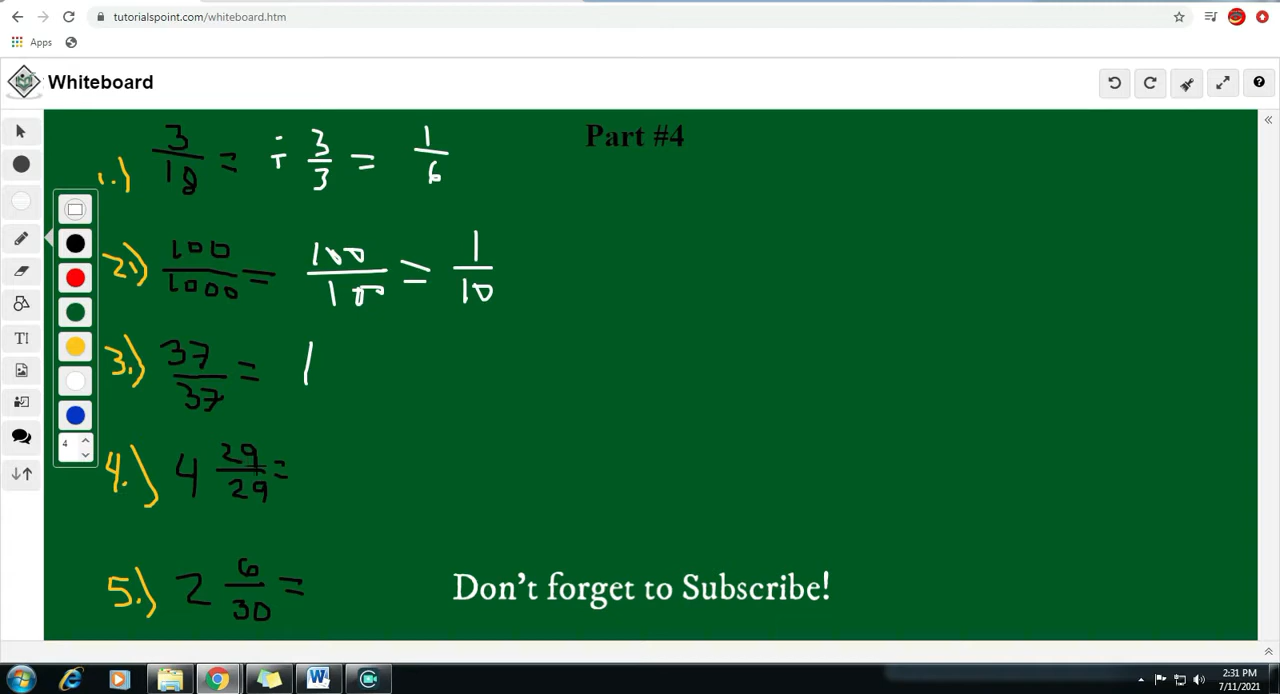 tutorialspoint.com/whiteboard.htm
Apps
Whiteboard
Part #4
1.) 3/18 = ÷ 3/3 = 1/6
2.) 100/1000 = 100/100 = 1/10
3.) 37/37 = 1
4
4.) 4 29/29 =
5.) 2 6/30 =
Don't forget to Subscribe!
2:31 PM
7/11/2021